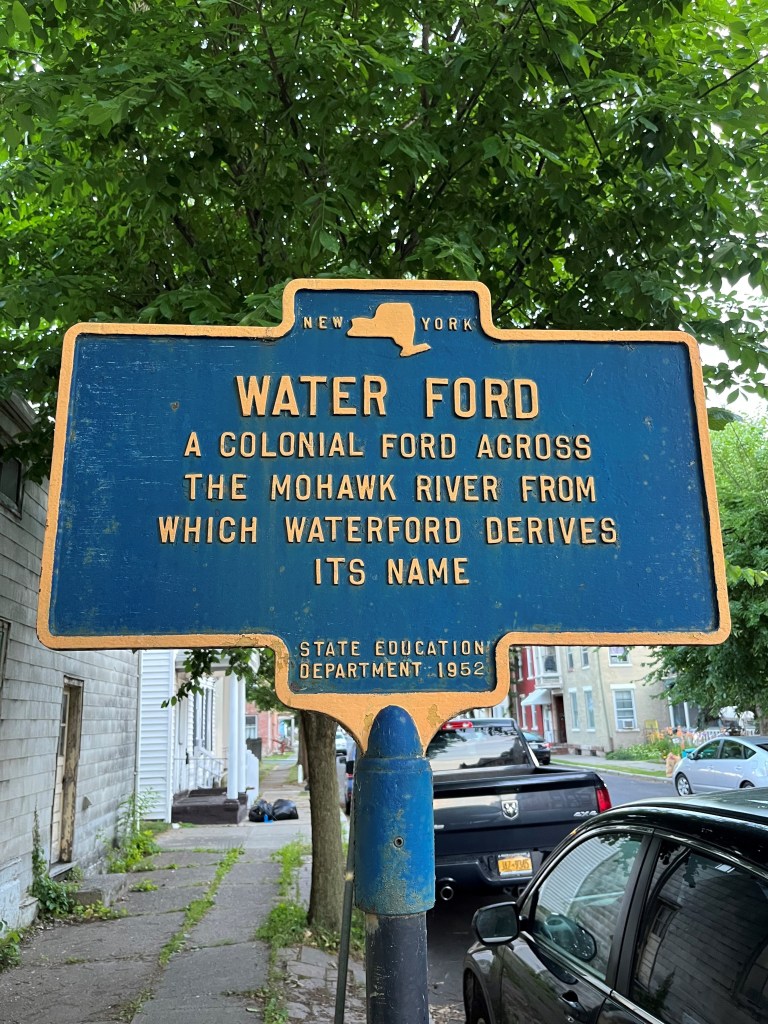 NEW YORK
WATER FORD
A COLONIAL FORD ACROSS
THE MOHAWK RIVER FROM
WHICH WATERFORD DERIVES
ITS NAME
STATE EDUCATION
DEPARTMENT 1952
4X4